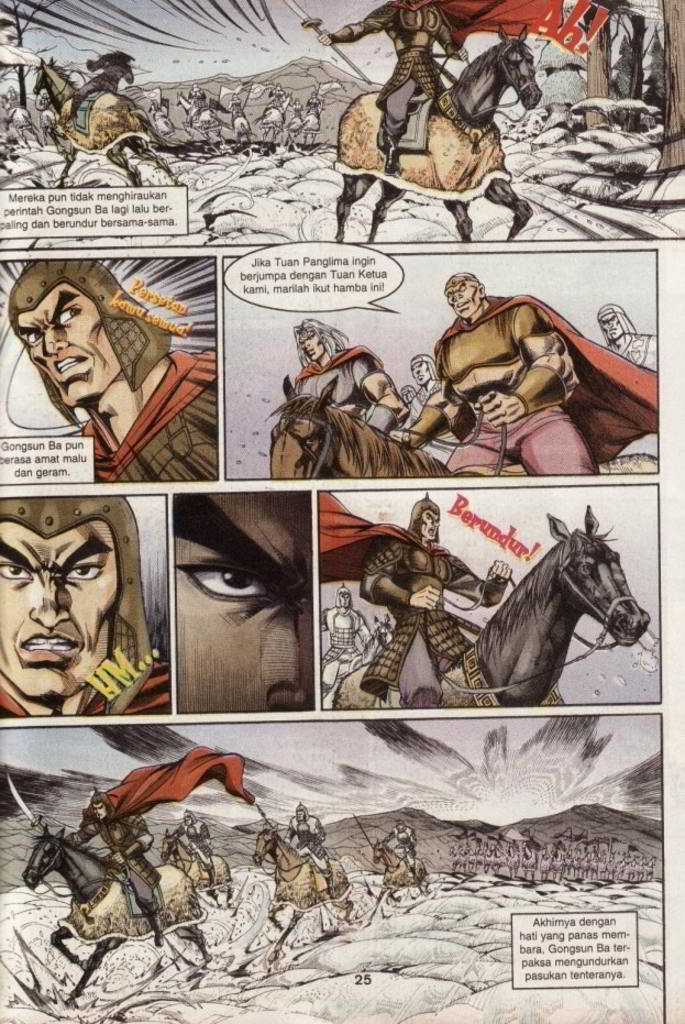 Ah!
Mereka pun tidak menghiraukan
perintah Gongsun Ba lagi lalu ber-
paling dan berundur bersama-sama.
Persetan
kamu semua!
Gongsun Ba pun
berasa amat malu
dan geram.
Jika Tuan Panglima ingin
berjumpa dengan Tuan Ketua
kami, marilah ikut hamba ini!
HM...
Berundur!
Akhirnya dengan
hati yang panas mem-
bara, Gongsun Ba ter-
paksa mengundurkan
pasukan tenteranya.
25